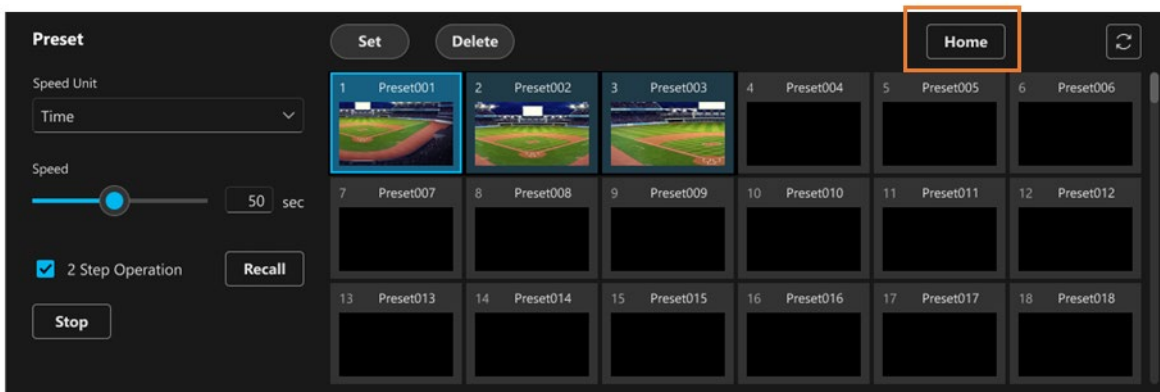 Preset
Set
Delete
Home
Speed Unit
Time
Speed
50 sec
2 Step Operation
Recall
Stop
1 Preset001
2 Preset002
3 Preset003
4 Preset004
5 Preset005
6 Preset006
7 Preset007
8 Preset008
9 Preset009
10 Preset010
11 Preset011
12 Preset012
13 Preset013
14 Preset014
15 Preset015
16 Preset016
17 Preset017
18 Preset018